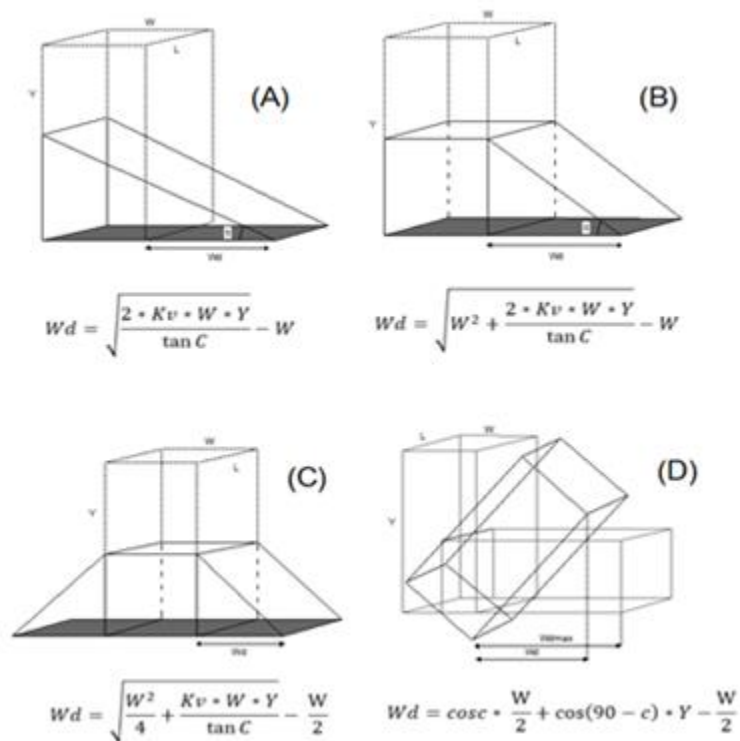 W
L
Y
(A)
Wd
Wd = √(2 * Kv * W * Y / tan C) − W
W
L
Y
(B)
Wd
Wd = √(W² + 2 * Kv * W * Y / tan C) − W
W
L
Y
(C)
Wd
Wd = √(W²/4 + Kv * W * Y / tan C) − W/2
L
W
Y
(D)
Wdmax
Wd
Wd = cosc * W/2 + cos(90 − c) * Y − W/2